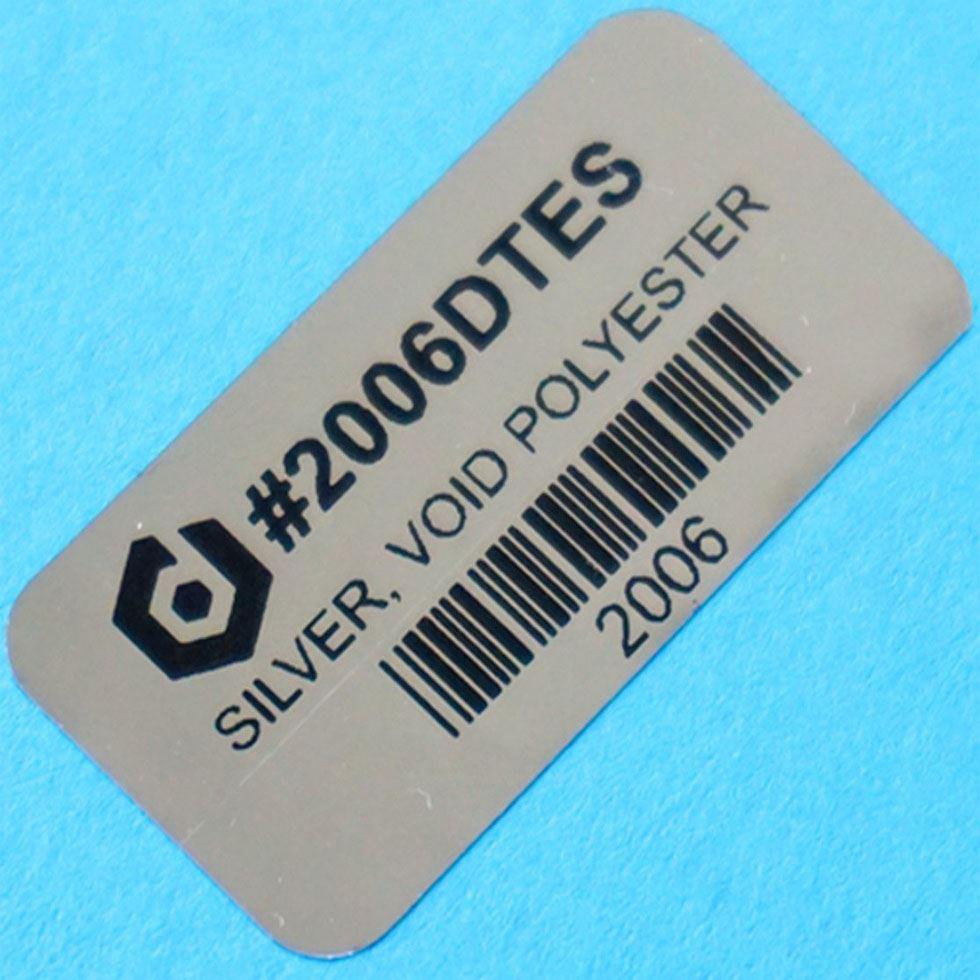 #2006DTES
SILVER, VOID POLYESTER
2006